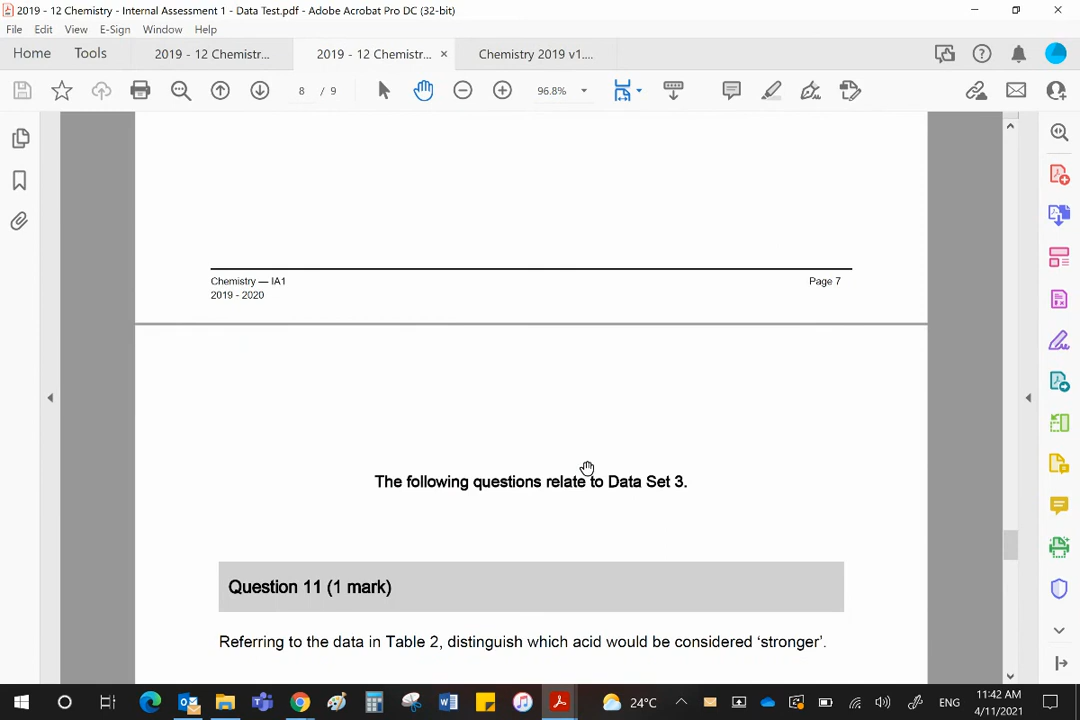 2019 - 12 Chemistry - Internal Assessment 1 - Data Test.pdf - Adobe Acrobat Pro DC (32-bit)
File Edit View E-Sign Window Help
Home Tools 2019 - 12 Chemistr... 2019 - 12 Chemistr... × Chemistry 2019 v1....
8 / 9 96.8%
Chemistry — IA1 Page 7
2019 - 2020
The following questions relate to Data Set 3.
Question 11 (1 mark)
Referring to the data in Table 2, distinguish which acid would be considered ‘stronger’.
24°C ENG 11:42 AM
4/11/2021